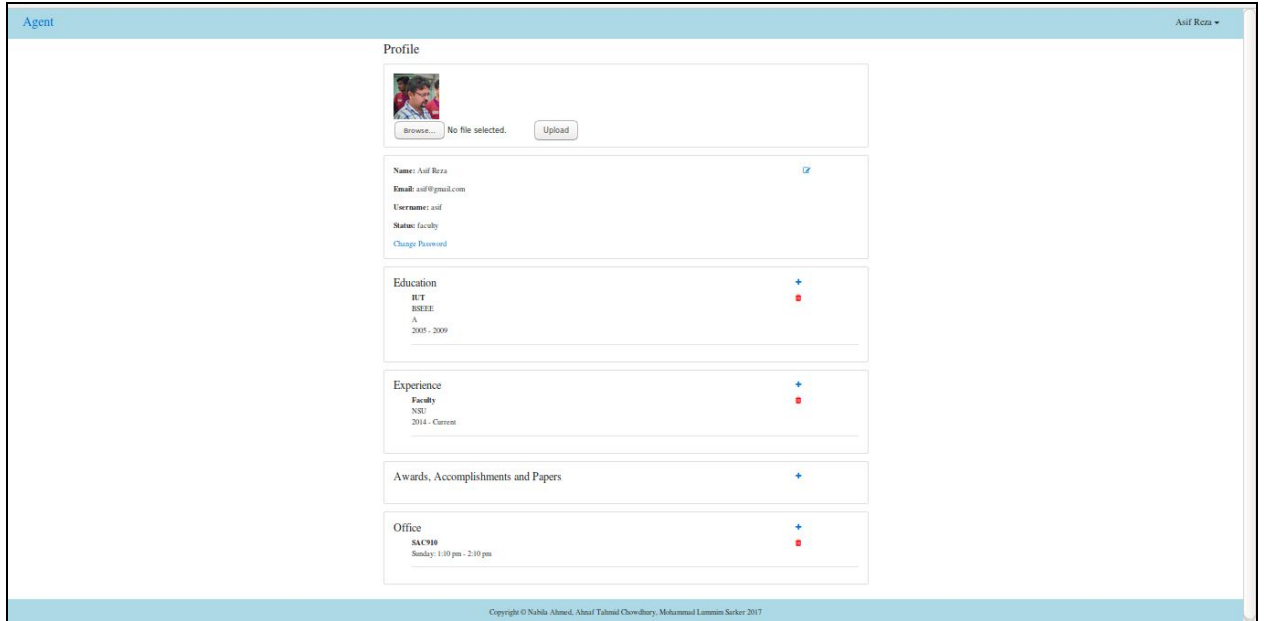 Agent
Asif Reza
Profile
Browse... No file selected. Upload
Name: Asif Reza
Email: asif@gmail.com
Username: asif
Status: faculty
Change Password
Education
IUT
BSEEE
A
2005 - 2009
Experience
Faculty
NSU
2014 - Current
Awards, Accomplishments and Papers
Office
SAC910
Sunday: 1:10 pm - 2:10 pm
Copyright © Nabila Ahmed, Ahnaf Tahmid Chowdhury, Mohammad Lammim Sarker 2017